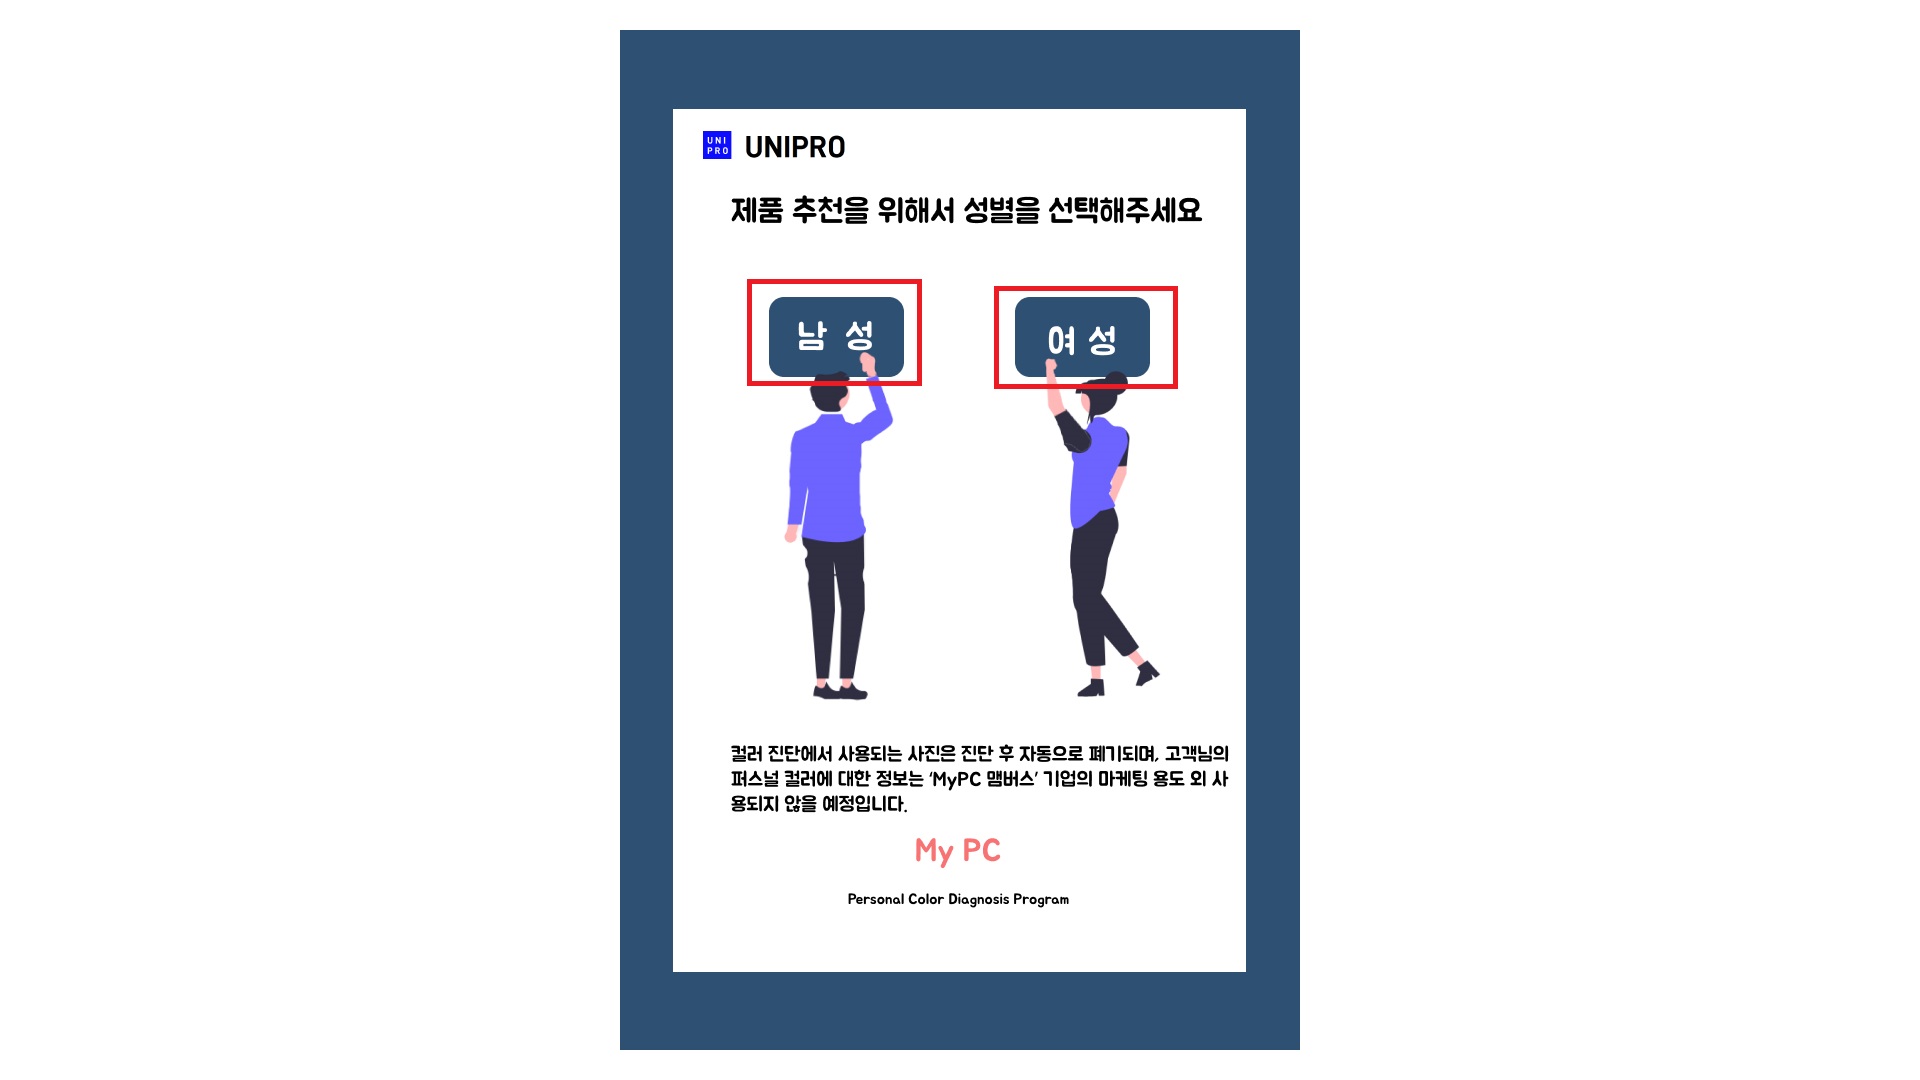 UNI
PRO
UNIPRO
제품 추천을 위해서 성별을 선택해주세요
남 성
여 성
컬러 진단에서 사용되는 사진은 진단 후 자동으로 폐기되며, 고객님의
퍼스널 컬러에 대한 정보는 ‘MyPC 맴버스’ 기업의 마케팅 용도 외 사
용되지 않을 예정입니다.
My PC
Personal Color Diagnosis Program